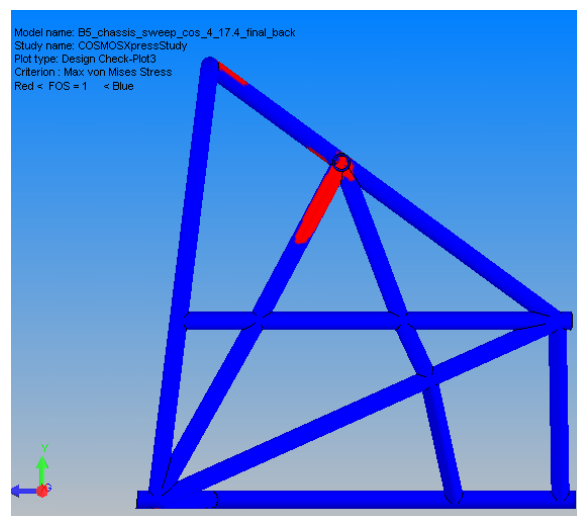 Model name: B5_chassis_sweep_cos_4_17.4_final_back
Study name: COSMOSXpressStudy
Plot type: Design Check-Plot3
Criterion : Max von Mises Stress
Red < FOS = 1 < Blue
Y